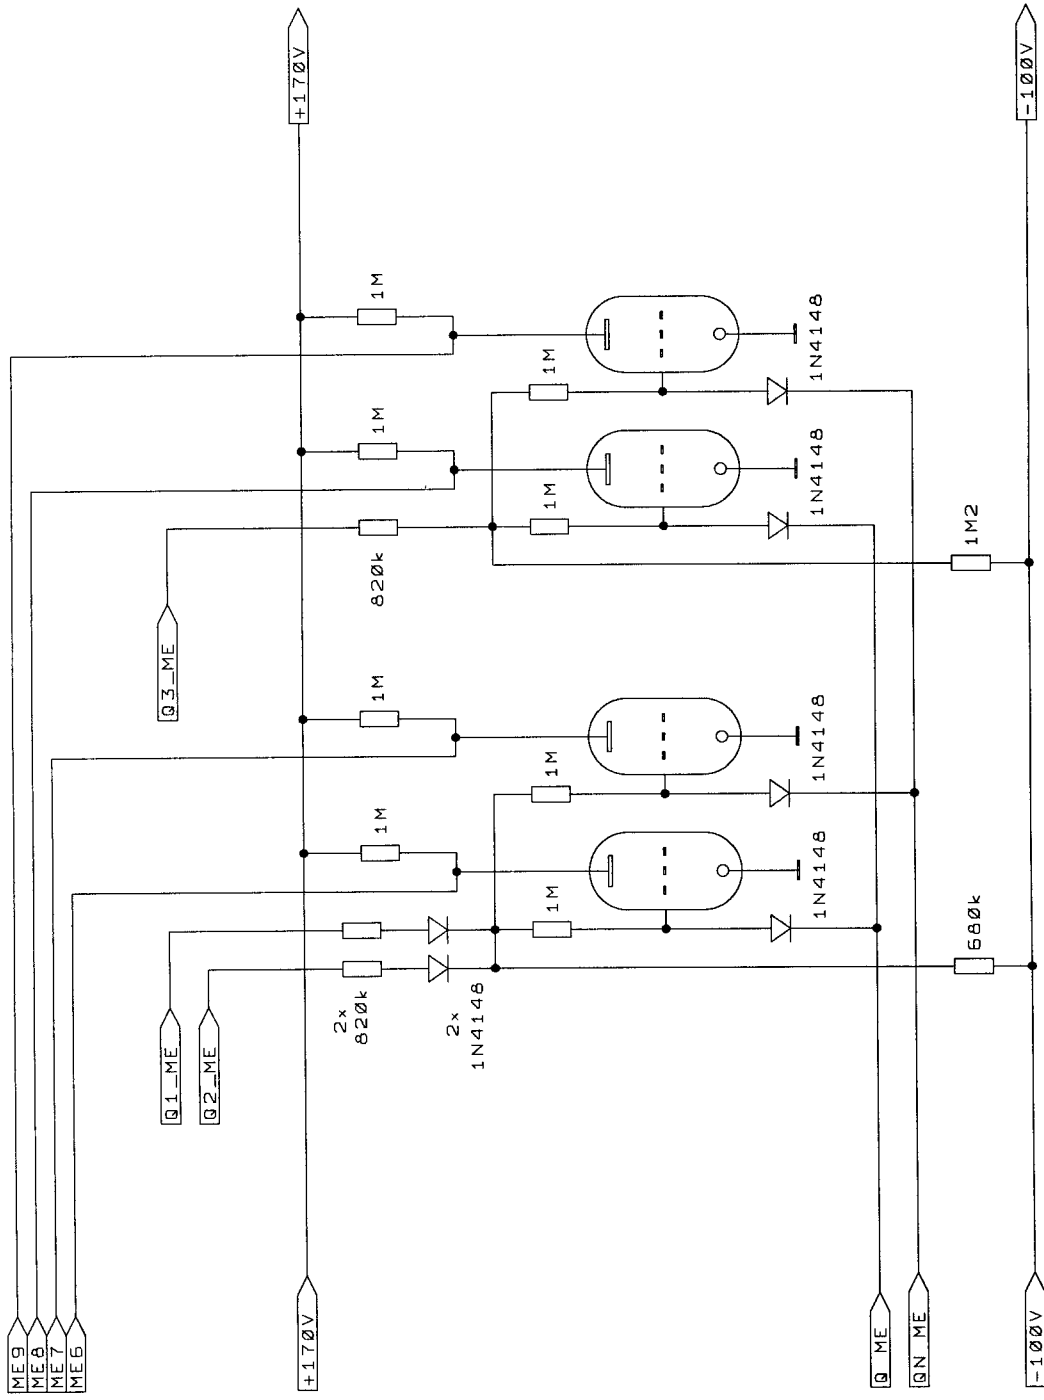 ME9
ME8
ME7
ME6
+170V
+170V
Q3_ME
Q1_ME
Q2_ME
1M
1M
1M
1M
820k
2x
820k
2x
1N4148
1M
1M
1M
1M
1N4148
1N4148
1N4148
1N4148
Q_ME
QN_ME
1M2
680k
-100V
-100V